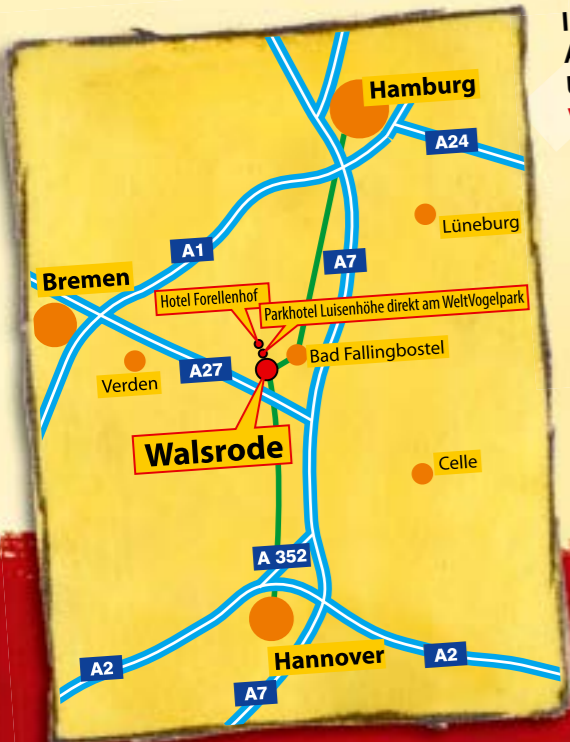 Hamburg
A24
Lüneburg
A1
A7
Bremen
Hotel Forellenhof
Parkhotel Luisenhöhe direkt am WeltVogelpark
Bad Fallingbostel
Verden
A27
Walsrode
Celle
A 352
Hannover
A2
A2
A7